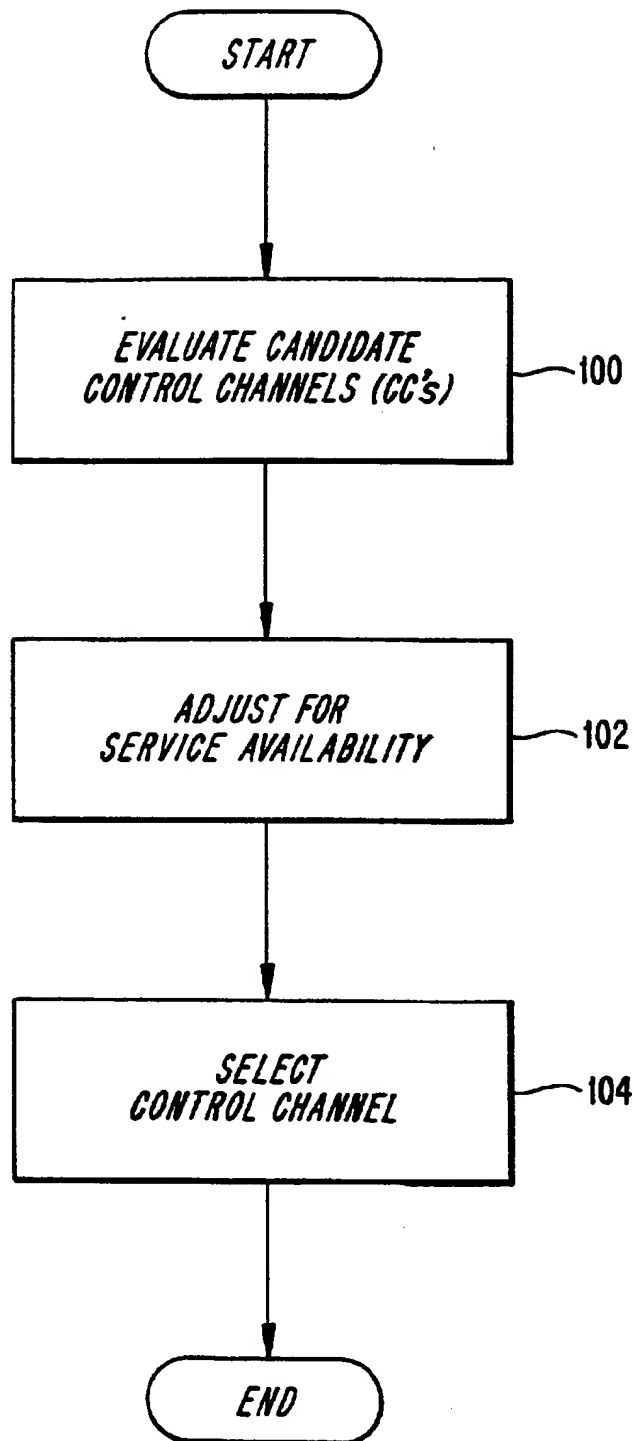 START
EVALUATE CANDIDATE
CONTROL CHANNELS (CC's)
100
ADJUST FOR
SERVICE AVAILABILITY
102
SELECT
CONTROL CHANNEL
104
END